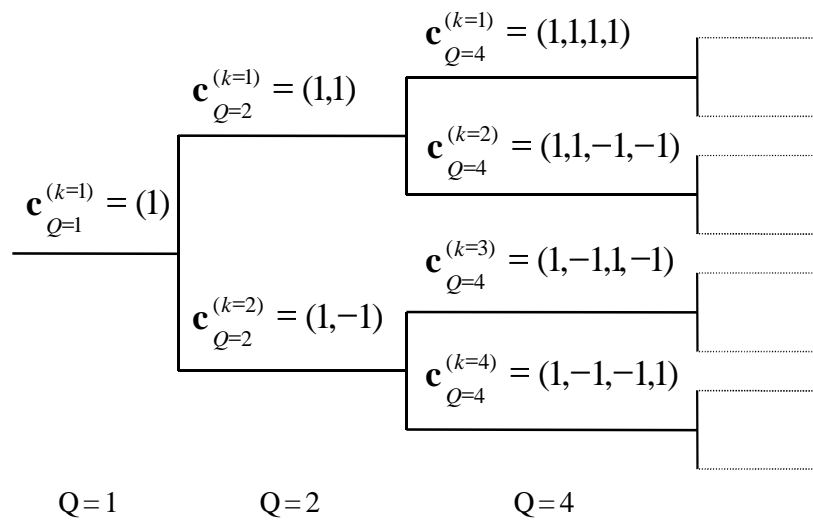 c_{Q=4}^{(k=1)} = (1,1,1,1)
c_{Q=2}^{(k=1)} = (1,1)
c_{Q=4}^{(k=2)} = (1,1,−1,−1)
c_{Q=1}^{(k=1)} = (1)
c_{Q=4}^{(k=3)} = (1,−1,1,−1)
c_{Q=2}^{(k=2)} = (1,−1)
c_{Q=4}^{(k=4)} = (1,−1,−1,1)
Q = 1 Q = 2 Q = 4